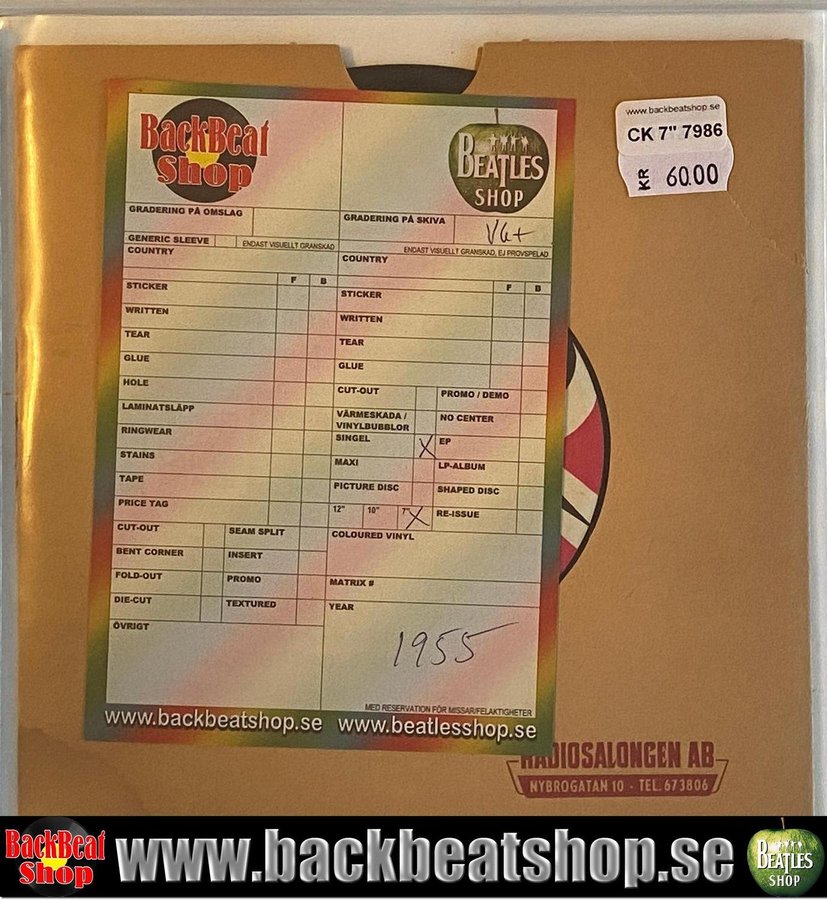 www.backbeatshop.se
CK 7" 7986
KR 60.00
BackBeat
Shop
BEATLES
SHOP
GRADERING PÅ OMSLAG
GRADERING PÅ SKIVA
VG+
GENERIC SLEEVE
ENDAST VISUELLT GRANSKAD
ENDAST VISUELLT GRANSKAD, EJ PROVSPELAD
COUNTRY
F B
STICKER
WRITTEN
TEAR
GLUE
HOLE
LAMINATSLÄPP
RINGWEAR
STAINS
TAPE
PRICE TAG
CUT-OUT
SEAM SPLIT
BENT CORNER
INSERT
FOLD-OUT
PROMO
DIE-CUT
TEXTURED
ÖVRIGT
COUNTRY
F B
STICKER
WRITTEN
TEAR
GLUE
CUT-OUT
PROMO / DEMO
VÄRMESKADA /
VINYLBUBBLOR
NO CENTER
SINGEL X
EP
MAXI
LP-ALBUM
PICTURE DISC
SHAPED DISC
12" 10" 7" X
RE-ISSUE
COLOURED VINYL
MATRIX #
YEAR
1955
MED RESERVATION FÖR MISSAR/FELAKTIGHETER
www.backbeatshop.se www.beatlesshop.se
RADIOSALONGEN AB
NYBROGATAN 10 - TEL. 673806
BackBeat
Shop
www.backbeatshop.se
BEATLES
SHOP